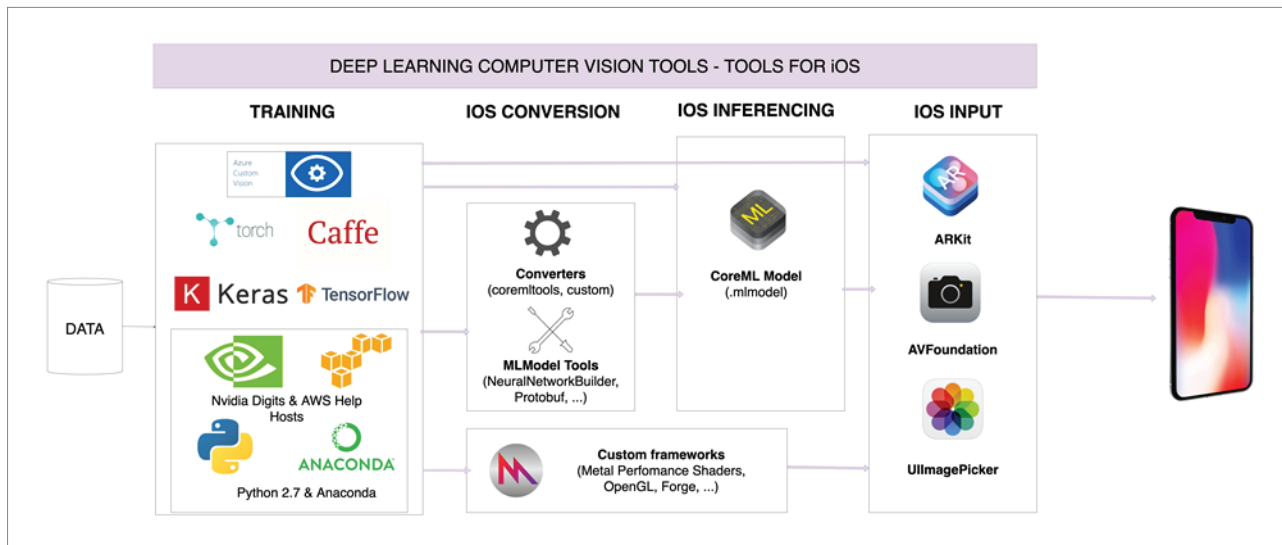 DEEP LEARNING COMPUTER VISION TOOLS - TOOLS FOR iOS
TRAINING
IOS CONVERSION
IOS INFERENCING
IOS INPUT
Azure
Custom
Vision
torch
Caffe
K Keras
TensorFlow
DATA
Nvidia Digits & AWS Help
Hosts
ANACONDA
Python 2.7 & Anaconda
Converters
(coremltools, custom)
MLModel Tools
(NeuralNetworkBuilder,
Protobuf, ...)
Custom frameworks
(Metal Perfomance Shaders,
OpenGL, Forge, ...)
ML
CoreML Model
(.mlmodel)
AR
ARKit
AVFoundation
UIImagePicker